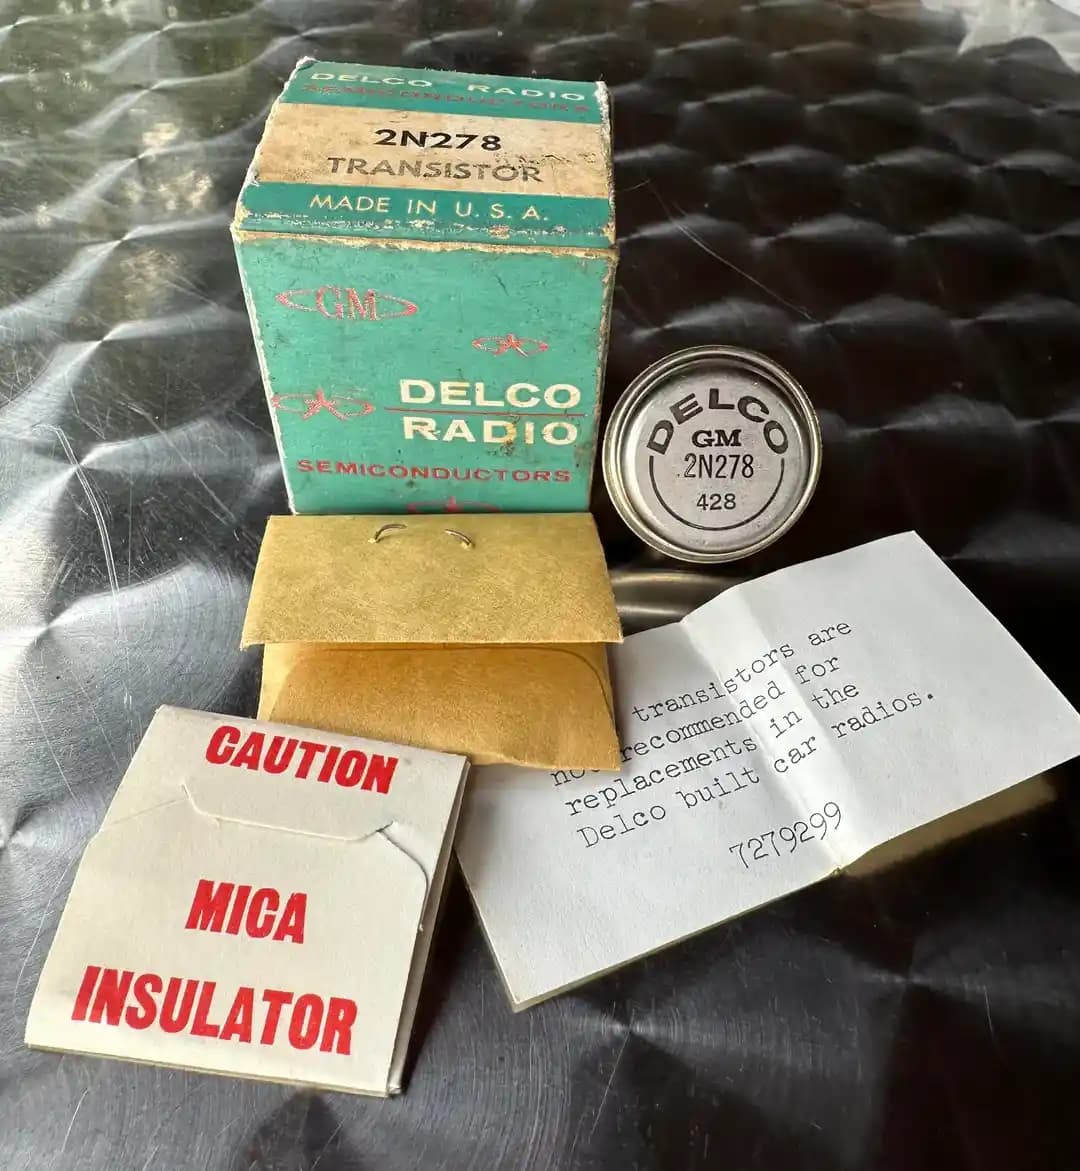 DELCO RADIO
SEMICONDUCTORS
2N278
TRANSISTOR
MADE IN U.S.A.
GM
DELCO
RADIO
SEMICONDUCTORS
DELCO
GM
2N278
428
transistors are
not recommended for
replacements in the
Delco built car radios.
7279299
CAUTION
MICA
INSULATOR